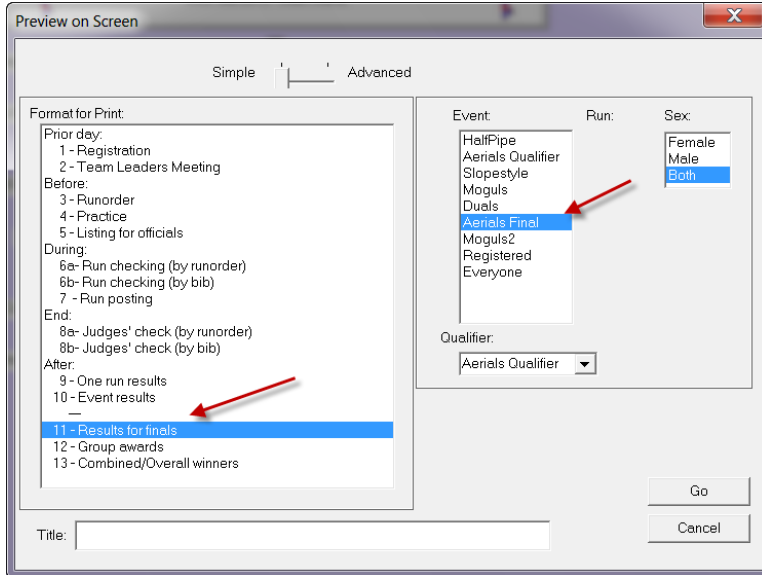 Preview on Screen
X
Simple Advanced
Format for Print:
Prior day:
1 - Registration
2 - Team Leaders Meeting
Before:
3 - Runorder
4 - Practice
5 - Listing for officials
During:
6a- Run checking (by runorder)
6b- Run checking (by bib)
7 - Run posting
End:
8a- Judges' check (by runorder)
8b- Judges' check (by bib)
After:
9 - One run results
10 - Event results
—
11 - Results for finals
12 - Group awards
13 - Combined/Overall winners
Event: Run: Sex:
HalfPipe
Aerials Qualifier
Slopestyle
Moguls
Duals
Aerials Final
Moguls2
Registered
Everyone
Female
Male
Both
Qualifier:
Aerials Qualifier
Go
Cancel
Title: